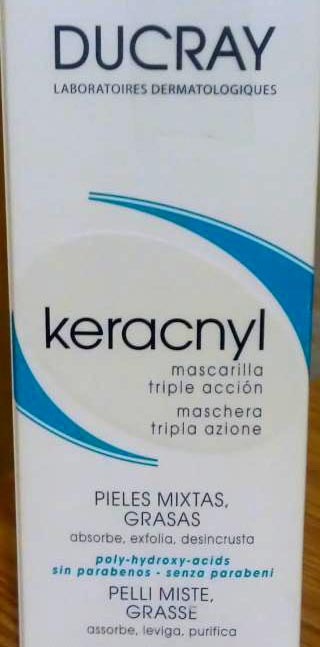 DUCRAY
LABORATOIRES DERMATOLOGIQUES
keracnyl
mascarilla
triple acción
maschera
tripla azione
PIELES MIXTAS,
GRASAS
absorbe, exfolia, desincrusta
poly-hydroxy-acids
sin parabenos - senza parabeni
PELLI MISTE,
GRASSE
assorbe, leviga, purifica